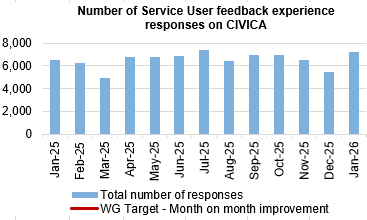 Number of Service User feedback experience
responses on CIVICA
8,000
6,000
4,000
2,000
0
Jan-25
Feb-25
Mar-25
Apr-25
May-25
Jun-25
Jul-25
Aug-25
Sep-25
Oct-25
Nov-25
Dec-25
Jan-26
Total number of responses
WG Target - Month on month improvement